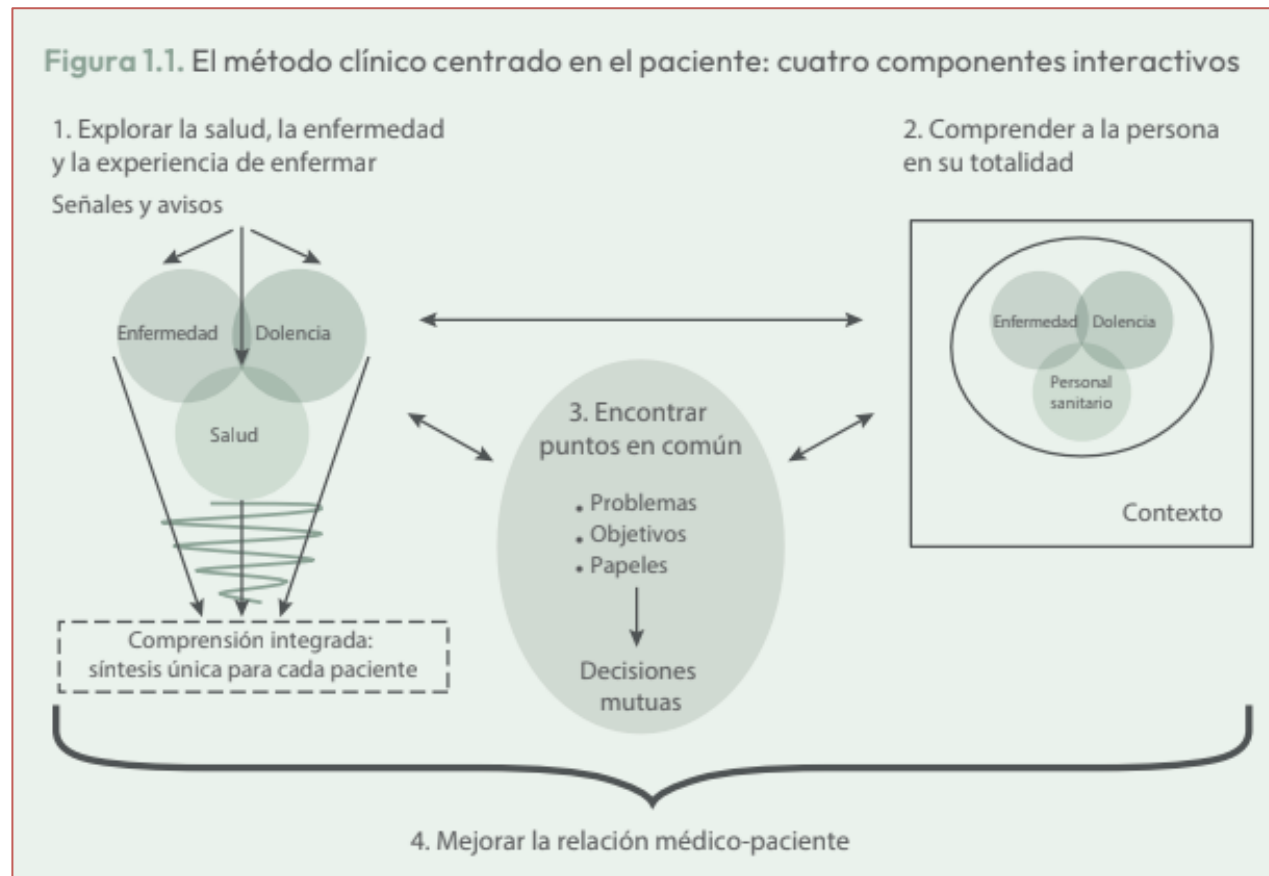 Figura 1.1. El método clínico centrado en el paciente: cuatro componentes interactivos
1. Explorar la salud, la enfermedad
y la experiencia de enfermar
Señales y avisos
Enfermedad
Dolencia
Salud
Comprensión integrada:
síntesis única para cada paciente
2. Comprender a la persona
en su totalidad
Enfermedad
Dolencia
Personal
sanitario
Contexto
3. Encontrar
puntos en común
• Problemas
• Objetivos
• Papeles
Decisiones
mutuas
4. Mejorar la relación médico-paciente